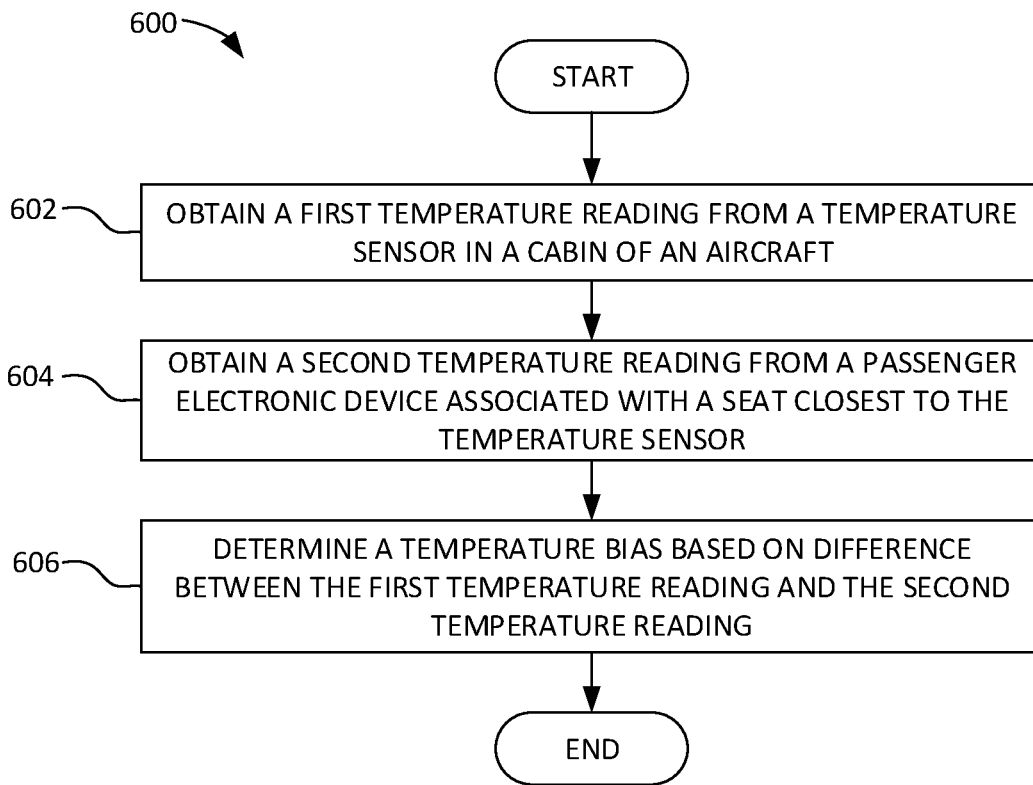 600
START
602
OBTAIN A FIRST TEMPERATURE READING FROM A TEMPERATURE
SENSOR IN A CABIN OF AN AIRCRAFT
604
OBTAIN A SECOND TEMPERATURE READING FROM A PASSENGER
ELECTRONIC DEVICE ASSOCIATED WITH A SEAT CLOSEST TO THE
TEMPERATURE SENSOR
606
DETERMINE A TEMPERATURE BIAS BASED ON DIFFERENCE
BETWEEN THE FIRST TEMPERATURE READING AND THE SECOND
TEMPERATURE READING
END